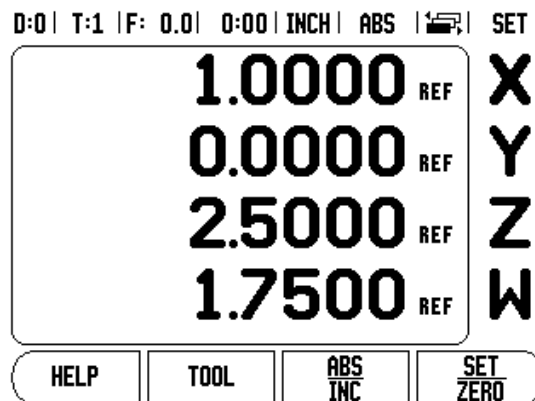 D:0 | T:1 | F: 0.0 | 0:00 | INCH | ABS | | SET
1.0000 REF X
0.0000 REF Y
2.5000 REF Z
1.7500 REF W
HELP TOOL ABS SET
INC ZERO